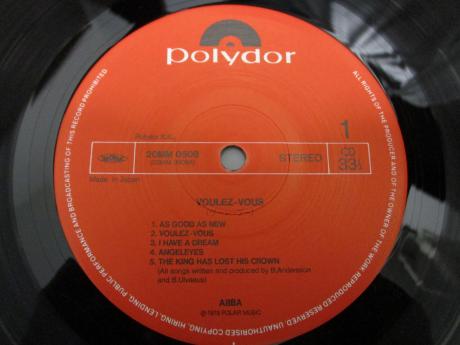 polydor
Polydor K.K.,
1
20MM 0508
STEREO
33⅓
Made in Japan
VOULEZ-VOUS
1. AS GOOD AS NEW
2. VOULEZ-VOUS
3. I HAVE A DREAM
4. ANGELEYES
5. THE KING HAS LOST HIS CROWN
(All songs written and produced by B.Andersson
and B.Ulvaeus)
ABBA
℗ 1979 POLAR MUSIC
ALL RIGHTS OF THE PRODUCER AND OF THE OWNER OF THE WORK REPRODUCED RESERVED UNAUTHORISED COPYING, HIRING, LENDING, PUBLIC PERFORMANCE AND BROADCASTING OF THIS RECORD PROHIBITED